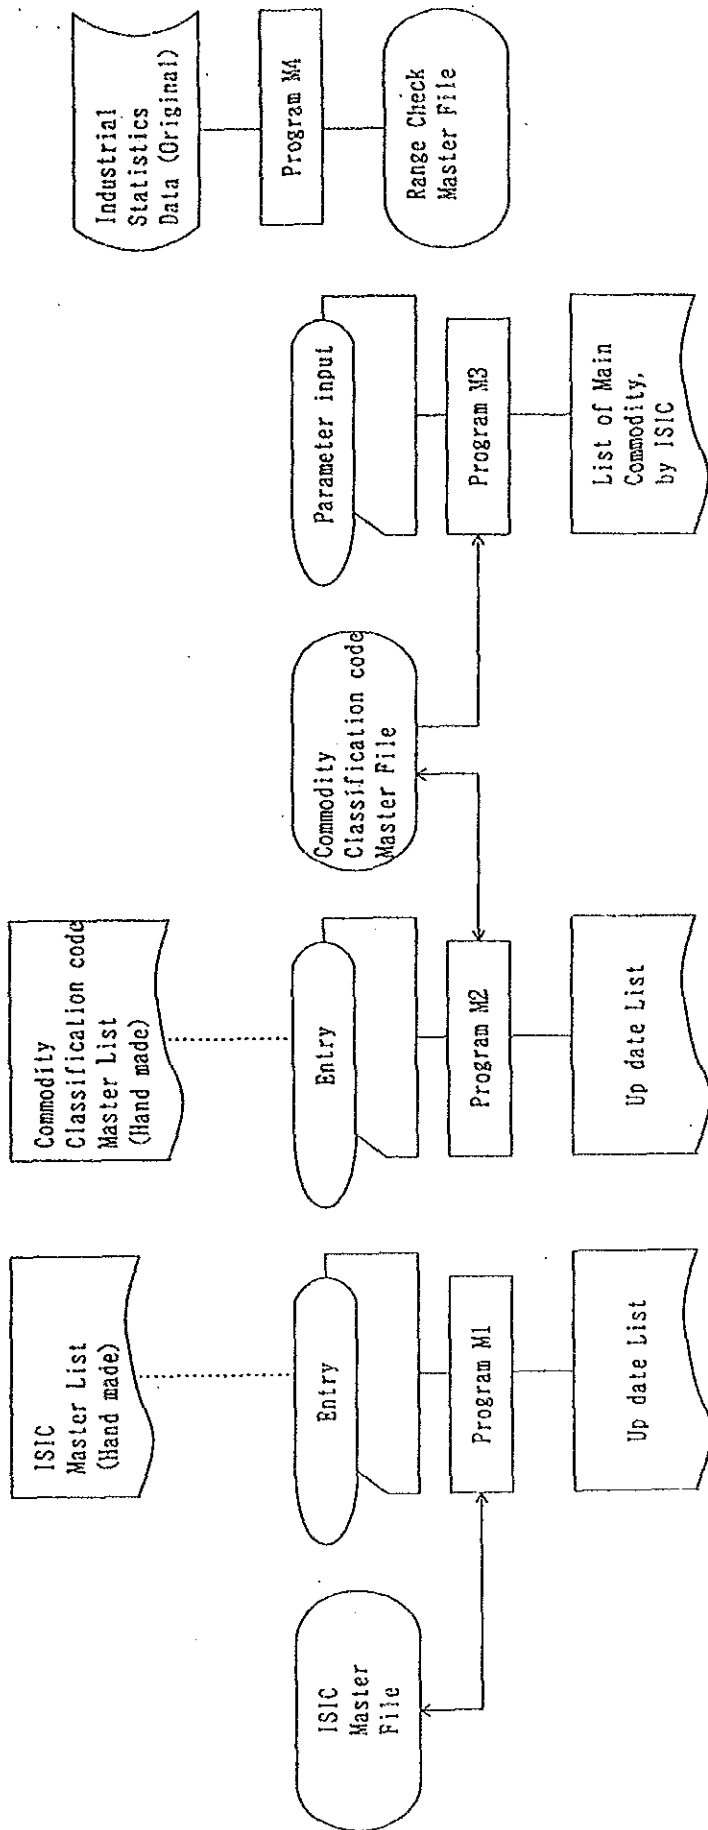 ISIC
Master List
(Hand made)
Commodity
Classification code
Master List
(Hand made)
Industrial
Statistics
Data (Original)
ISIC
Master
File
Entry
Entry
Commodity
Classification code
Master File
Parameter input
Program M4
Program M1
Program M2
Program M3
Range Check
Master File
Up date List
Up date List
List of Main
Commodity,
by ISIC